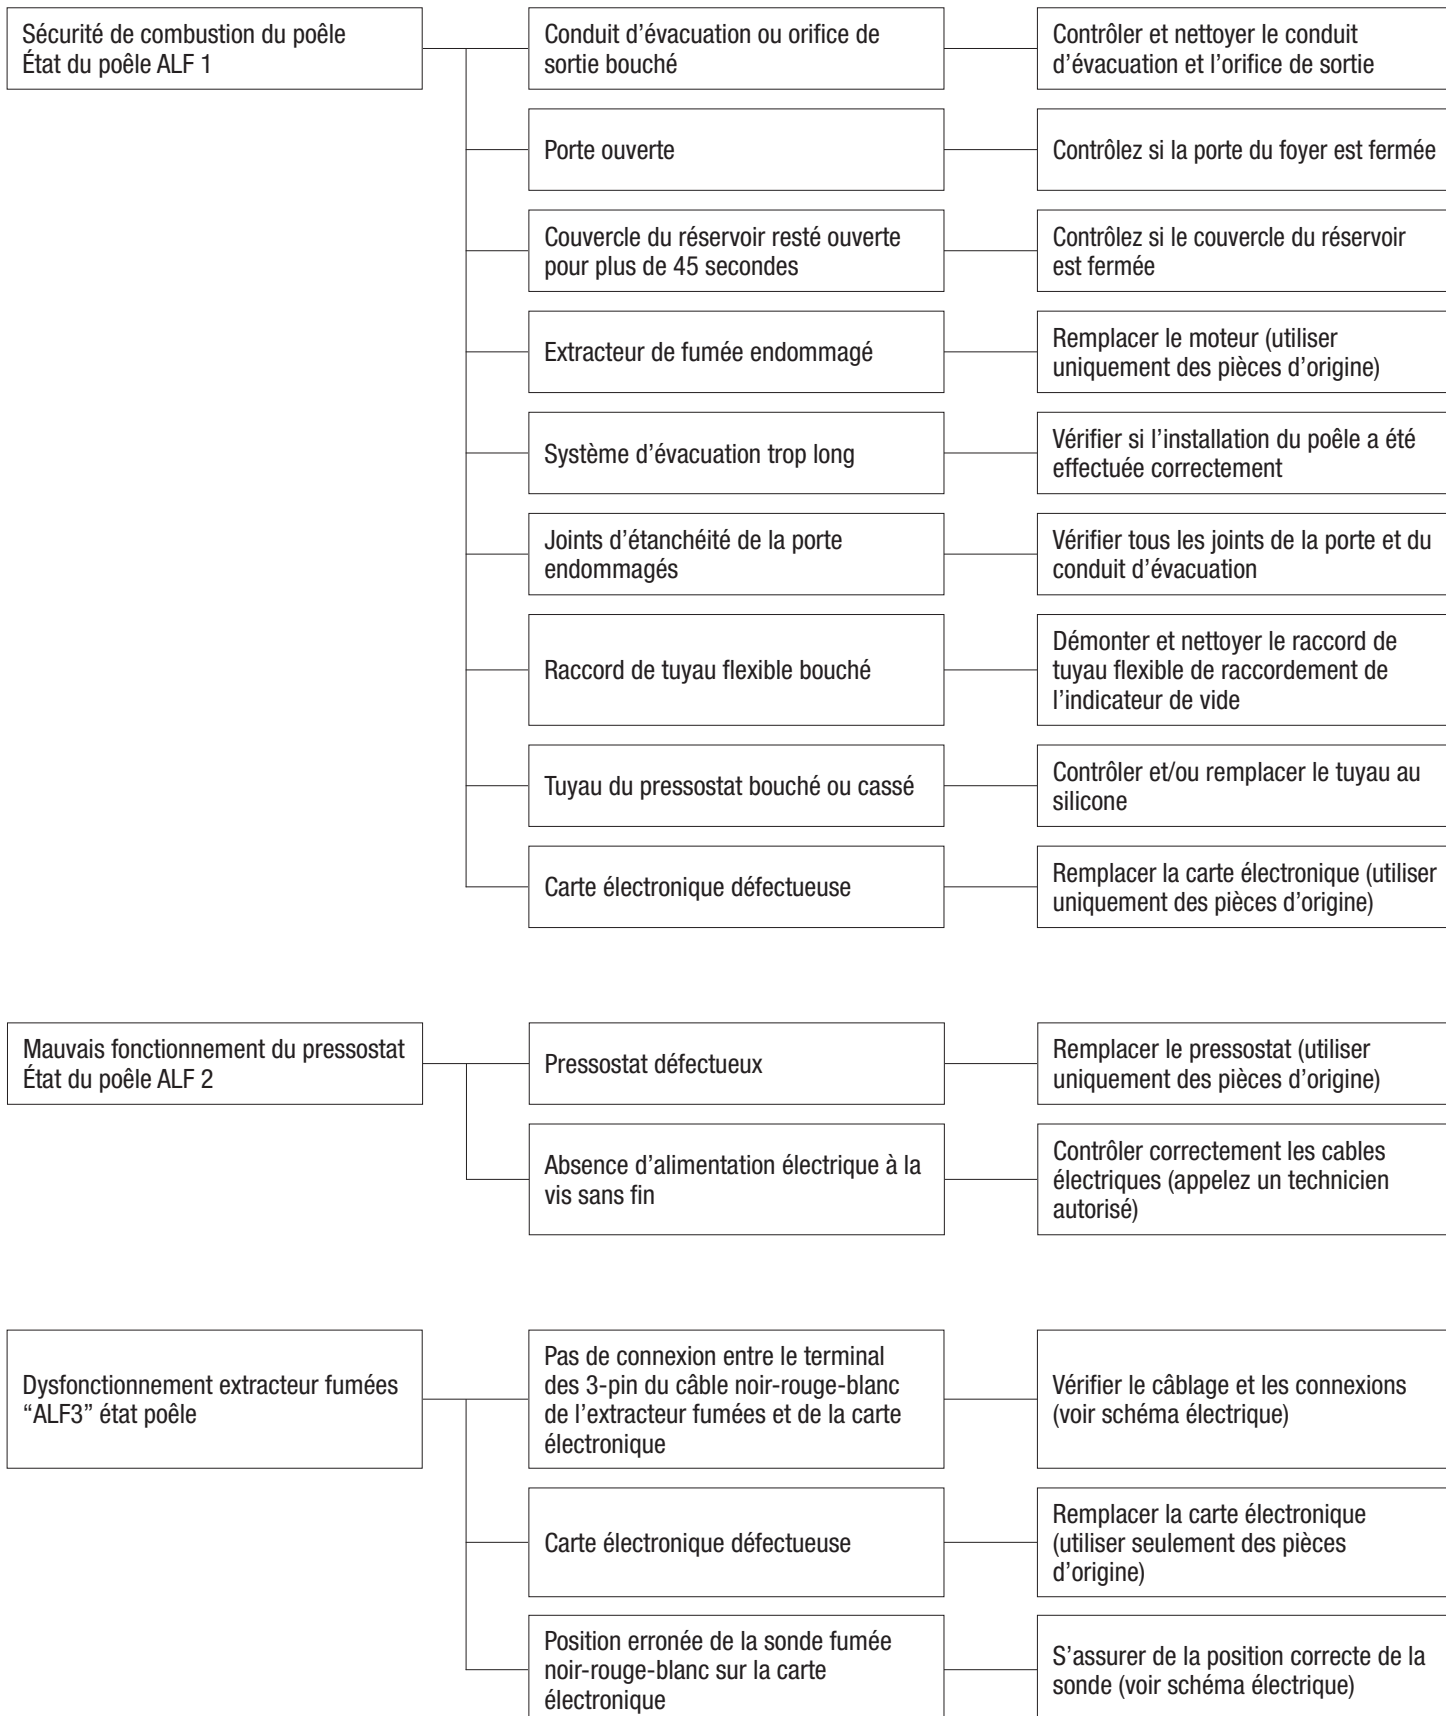 Sécurité de combustion du poêle
État du poêle ALF 1
Conduit d’évacuation ou orifice de
sortie bouché
Contrôler et nettoyer le conduit
d’évacuation et l’orifice de sortie
Porte ouverte
Contrôlez si la porte du foyer est fermée
Couvercle du réservoir resté ouverte
pour plus de 45 secondes
Contrôlez si le couvercle du réservoir
est fermée
Extracteur de fumée endommagé
Remplacer le moteur (utiliser
uniquement des pièces d’origine)
Système d’évacuation trop long
Vérifier si l’installation du poêle a été
effectuée correctement
Joints d’étanchéité de la porte
endommagés
Vérifier tous les joints de la porte et du
conduit d’évacuation
Raccord de tuyau flexible bouché
Démonter et nettoyer le raccord de
tuyau flexible de raccordement de
l’indicateur de vide
Tuyau du pressostat bouché ou cassé
Contrôler et/ou remplacer le tuyau au
silicone
Carte électronique défectueuse
Remplacer la carte électronique (utiliser
uniquement des pièces d’origine)
Mauvais fonctionnement du pressostat
État du poêle ALF 2
Pressostat défectueux
Remplacer le pressostat (utiliser
uniquement des pièces d’origine)
Absence d’alimentation électrique à la
vis sans fin
Contrôler correctement les cables
électriques (appelez un technicien
autorisé)
Dysfonctionnement extracteur fumées
“ALF3” état poêle
Pas de connexion entre le terminal
des 3-pin du câble noir-rouge-blanc
de l’extracteur fumées et de la carte
électronique
Vérifier le câblage et les connexions
(voir schéma électrique)
Carte électronique défectueuse
Remplacer la carte électronique
(utiliser seulement des pièces
d’origine)
Position erronée de la sonde fumée
noir-rouge-blanc sur la carte
électronique
S’assurer de la position correcte de la
sonde (voir schéma électrique)